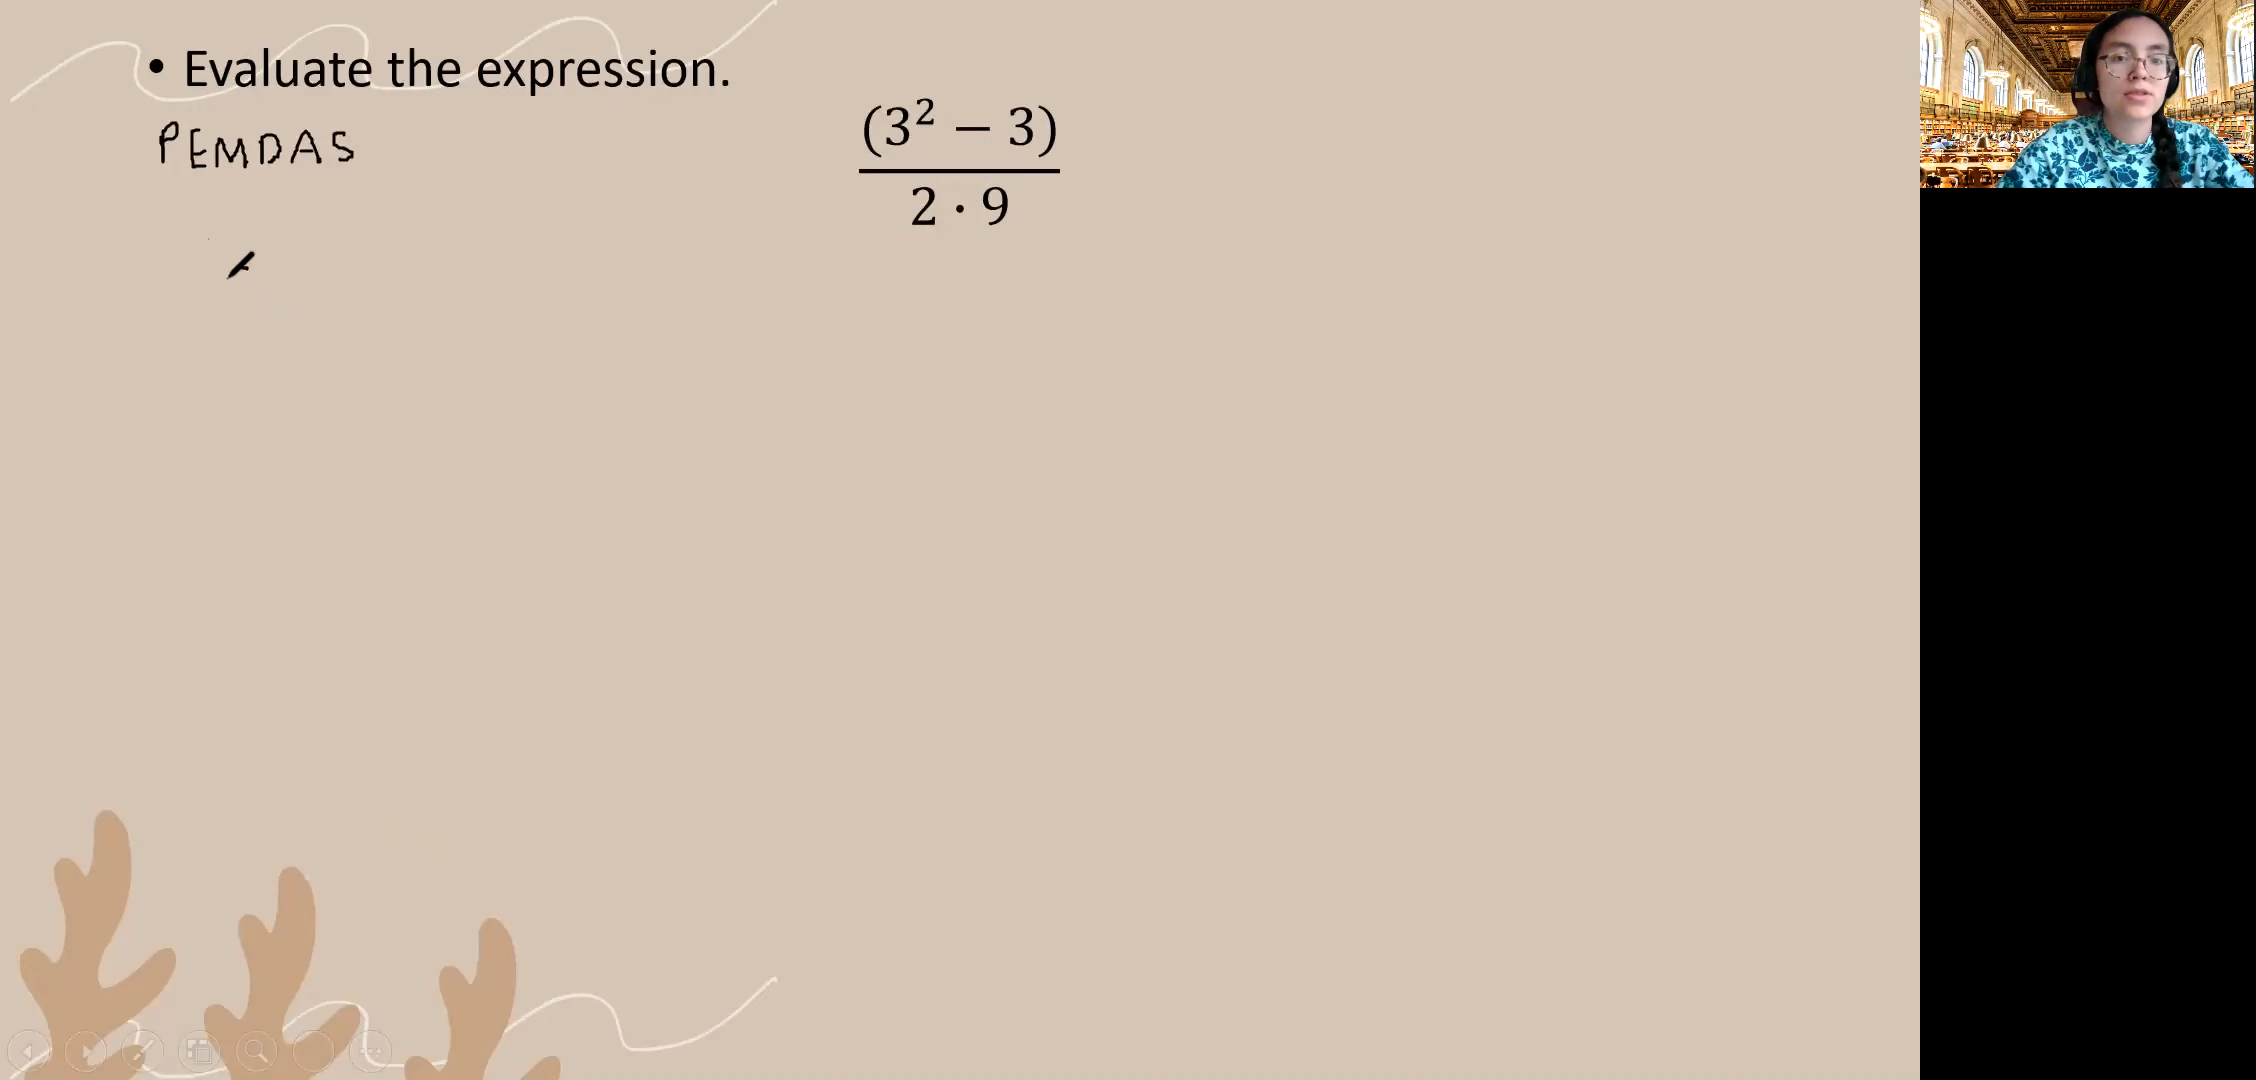 • Evaluate the expression.
PEMDAS
(3² − 3)
2 · 9